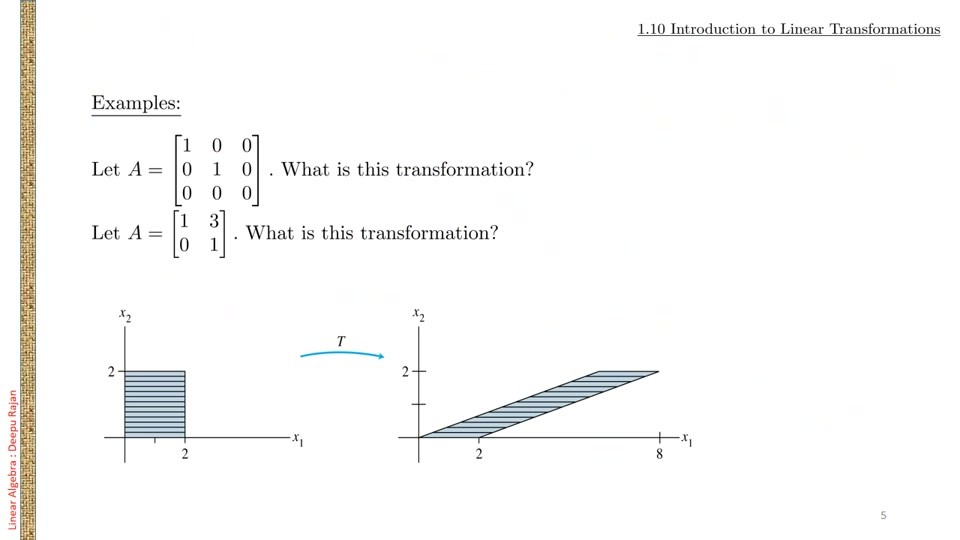 1.10 Introduction to Linear Transformations
Examples:
Let A = [1 0 0
0 1 0
0 0 0]. What is this transformation?
Let A = [1 3
0 1]. What is this transformation?
x₂
2
2
x₁
T
x₂
2
2
8
x₁
Linear Algebra : Deepu Rajan
5